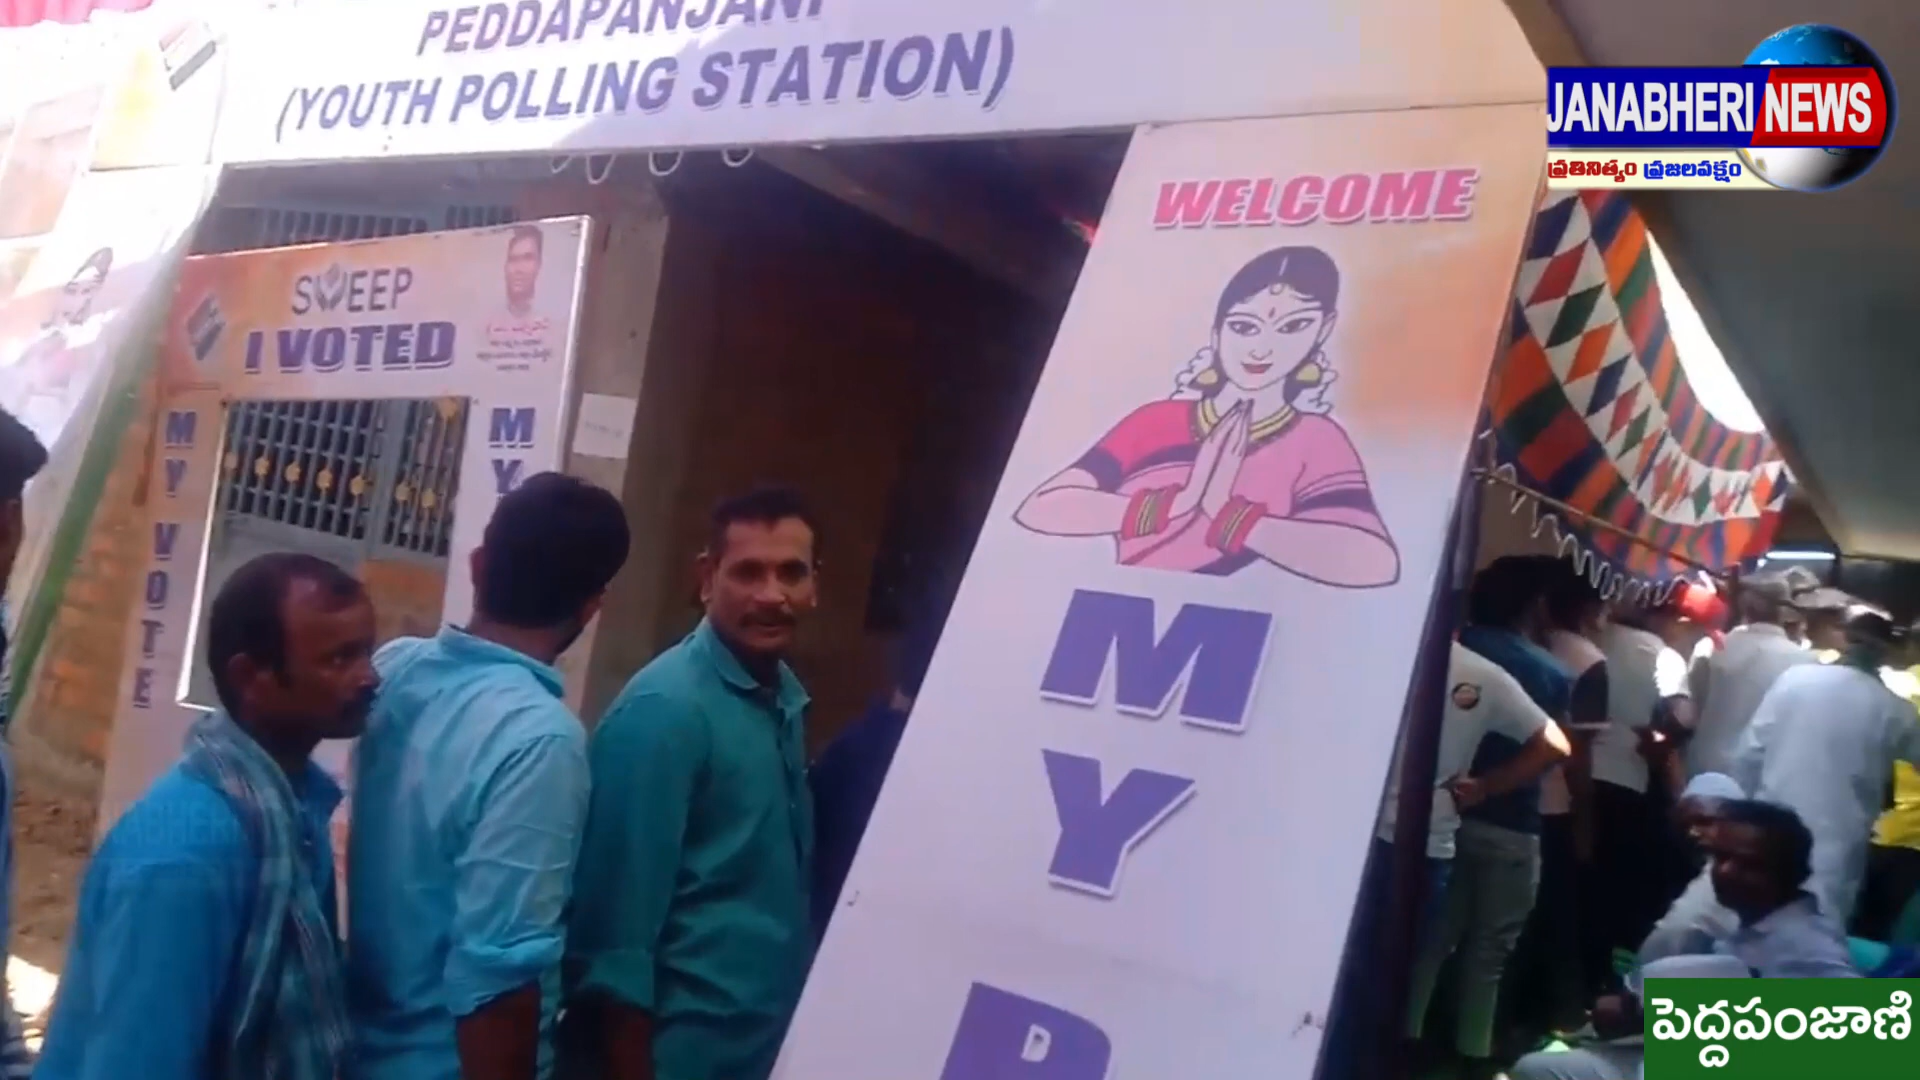 PEDDAPANJANI
(YOUTH POLLING STATION)
JANABHERI NEWS
ప్రతినిత్యం ప్రజలపక్షం
WELCOME
SWEEP
I VOTED
MY VOTE
MY
MY
పెద్దపంజాణి